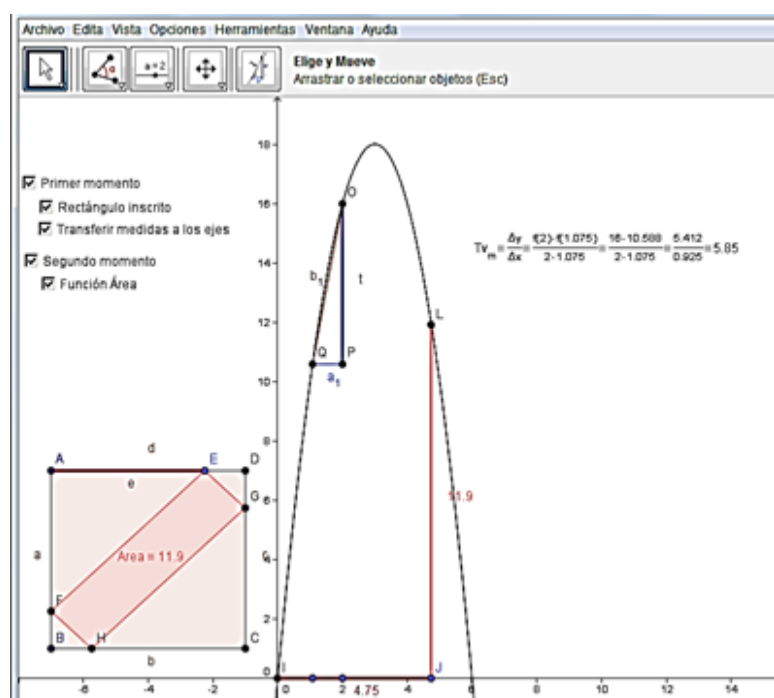 Archivo Edita Vista Opciones Herramientas Ventana Ayuda
a=2
Elige y Mueve
Arrastrar o seleccionar objetos (Esc)
Primer momento
Rectángulo inscrito
Transferir medidas a los ejes
Segundo momento
Función Área
Tv_m = Δy/Δx = f(2)-f(1.075)/2-1.075 = 16-10.588/2-1.075 = 5.412/0.925 = 5.85
18
16
14
12
10
8
6
4
2
0
O
b₁
t
L
Q
P
a₁
11.9
d
A
E
D
e
G
a
Area = 11.9
c
F
B
H
C
b
I
J
4.75
-6 -4 -2 0 2 4 6 8 10 12 14